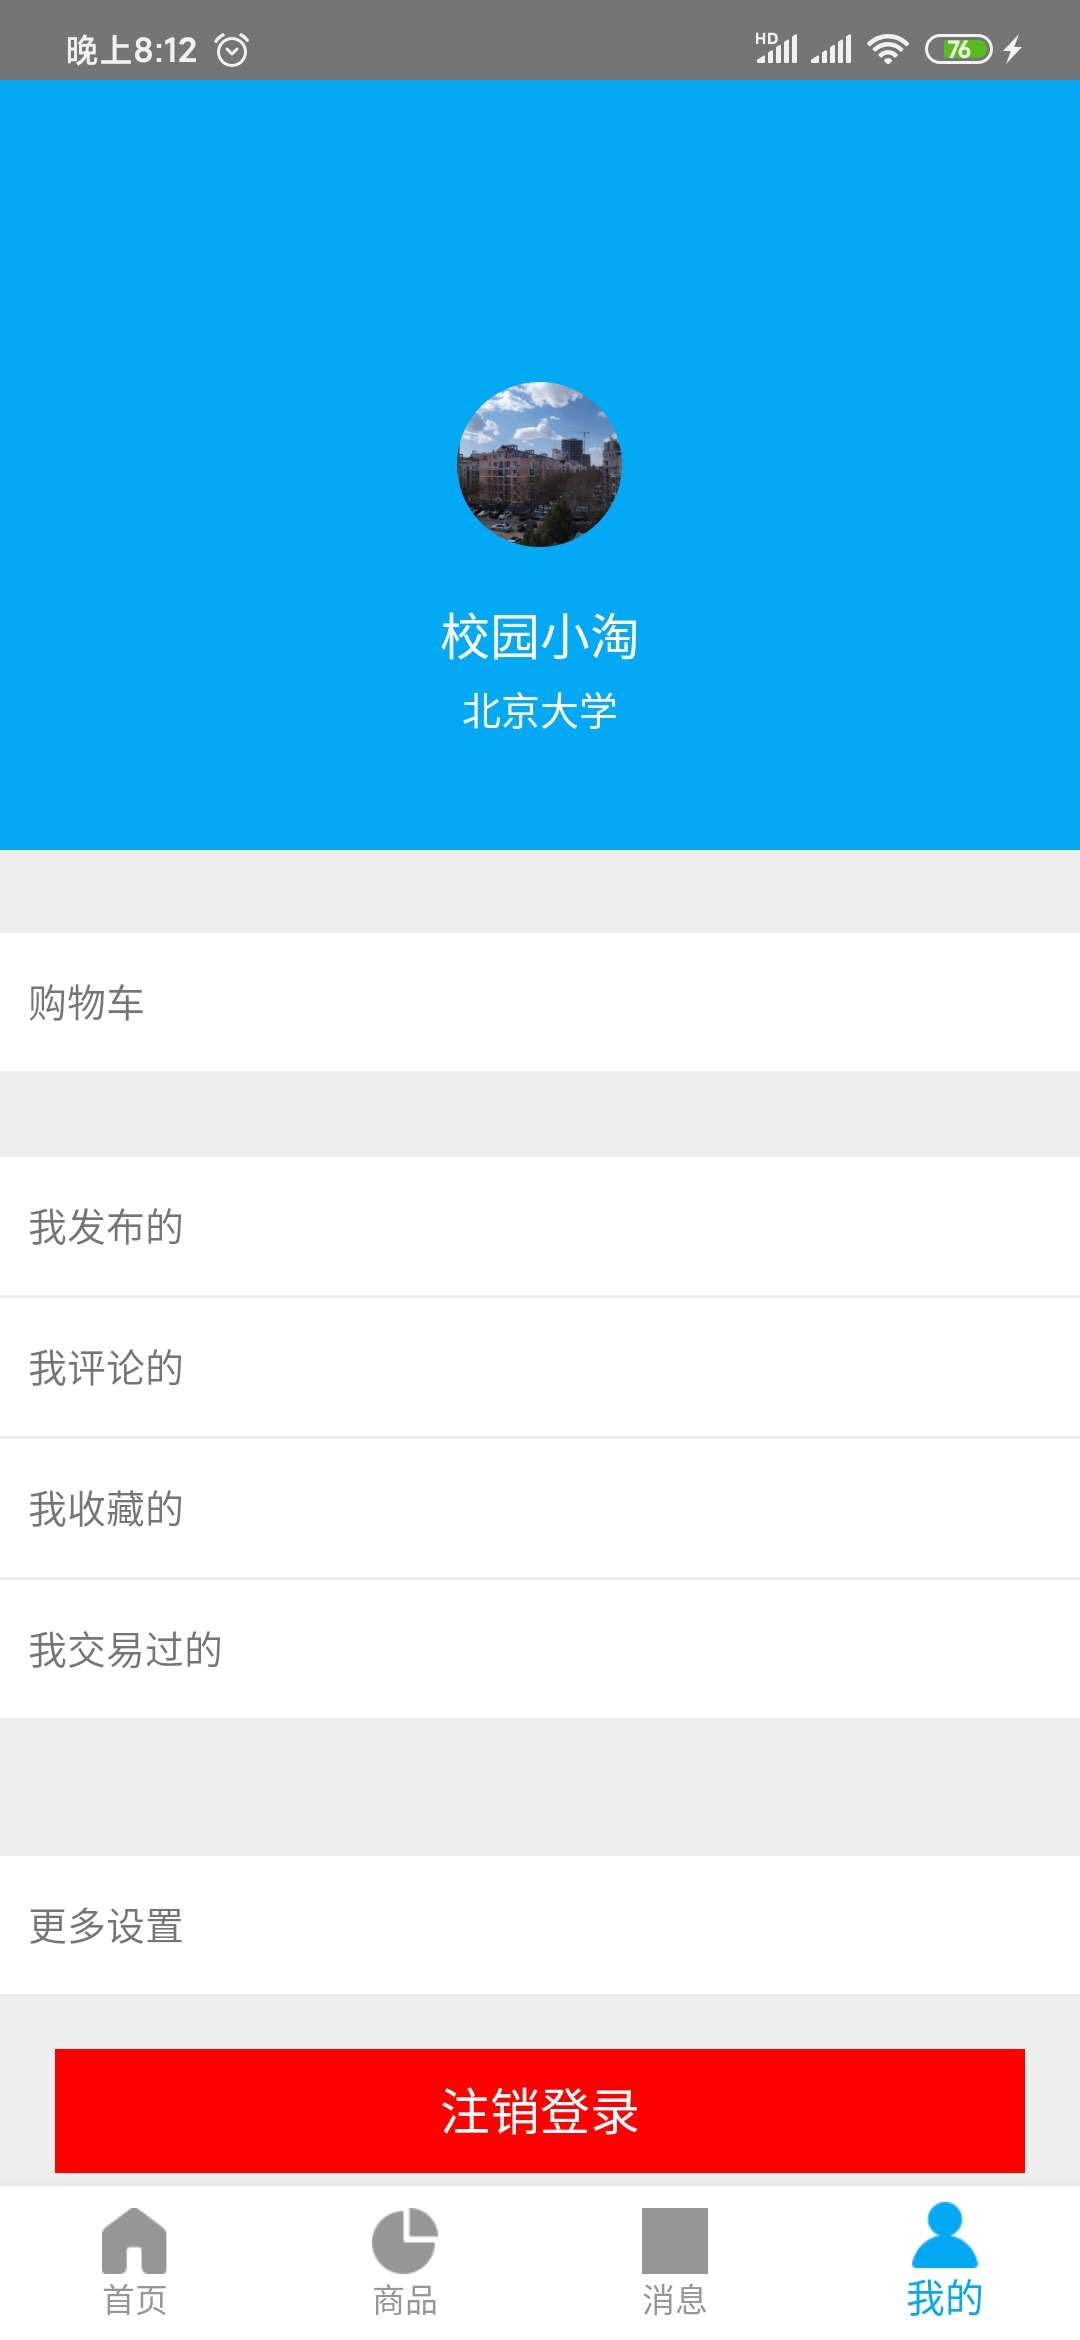 晚上8:12 HD 76
校园小淘
北京大学
购物车
我发布的
我评论的
我收藏的
我交易过的
更多设置
注销登录
首页 商品 消息 我的